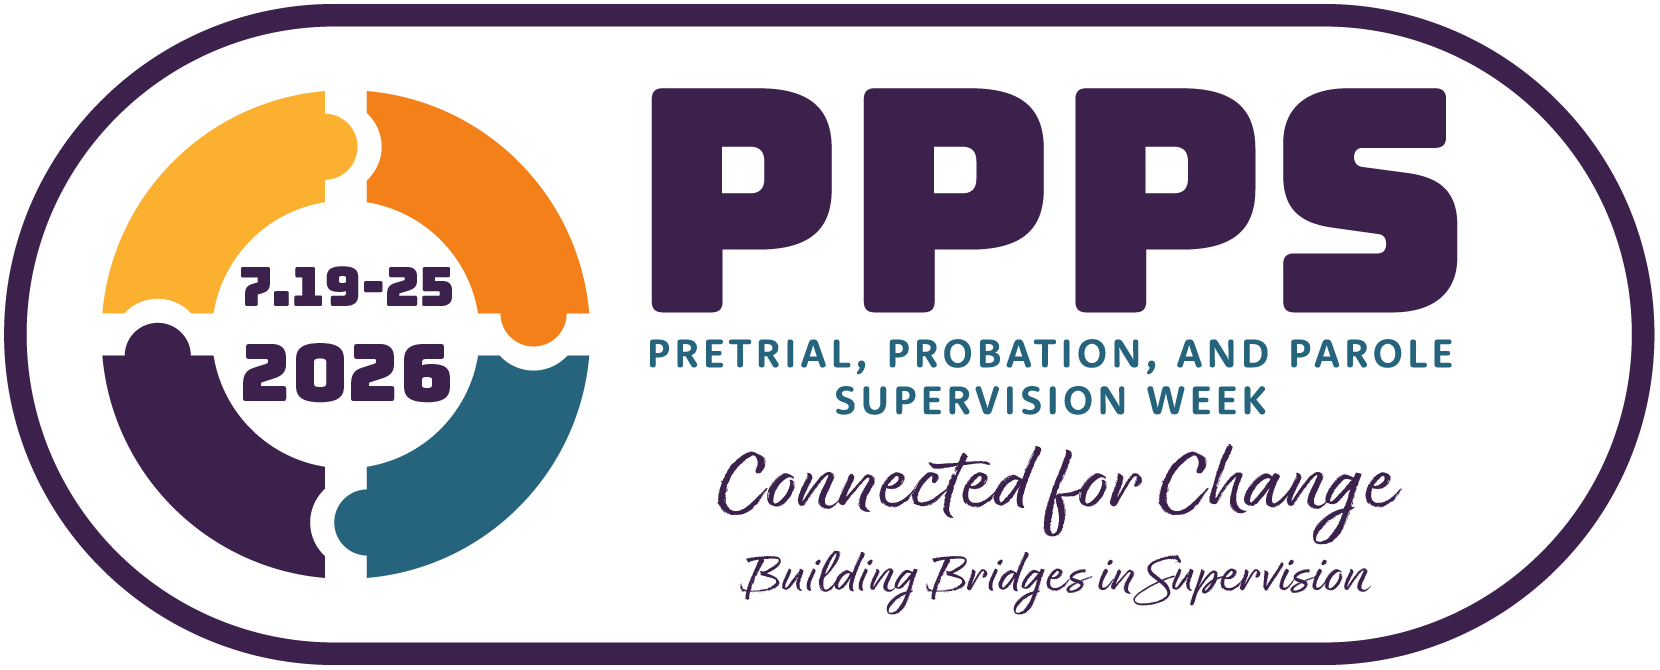 7.19-25
2026
PPPS
PRETRIAL, PROBATION, AND PAROLE
SUPERVISION WEEK
Connected for Change
Building Bridges in Supervision